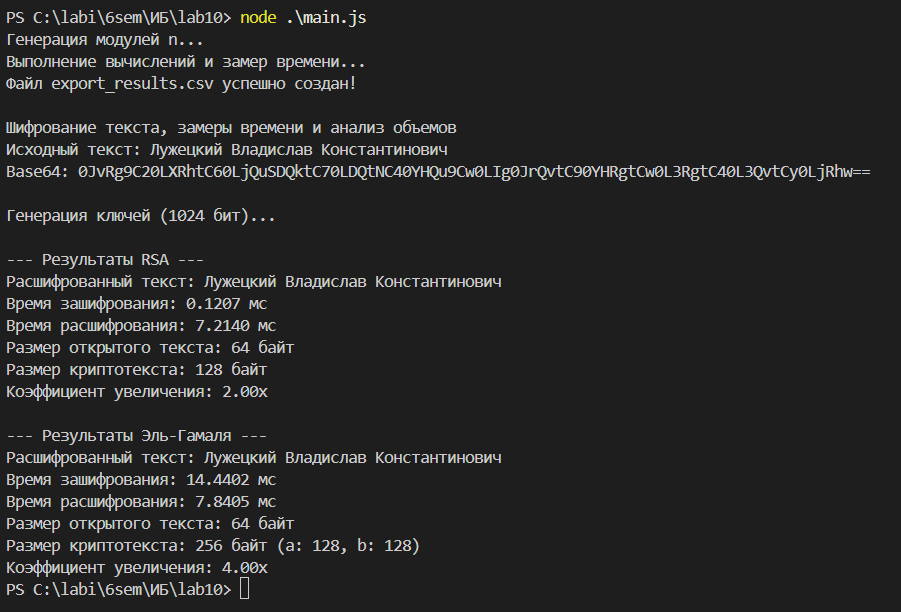 PS C:\labi\6sem\ИБ\lab10> node .\main.js
Генерация модулей n...
Выполнение вычислений и замер времени...
Файл export_results.csv успешно создан!
Шифрование текста, замеры времени и анализ объемов
Исходный текст: Лужецкий Владислав Константинович
Base64: 0JvRg9C20LXRhtC60LjQuSDQktC70LDQtNC40YHQu9Cw0LIg0JrQvtC90YHRgtCw0L3RgtC40L3QvtCy0LjRhw==
Генерация ключей (1024 бит)...
--- Результаты RSA ---
Расшифрованный текст: Лужецкий Владислав Константинович
Время зашифрования: 0.1207 мс
Время расшифрования: 7.2140 мс
Размер открытого текста: 64 байт
Размер криптотекста: 128 байт
Коэффициент увеличения: 2.00x
--- Результаты Эль-Гамаля ---
Расшифрованный текст: Лужецкий Владислав Константинович
Время зашифрования: 14.4402 мс
Время расшифрования: 7.8405 мс
Размер открытого текста: 64 байт
Размер криптотекста: 256 байт (a: 128, b: 128)
Коэффициент увеличения: 4.00x
PS C:\labi\6sem\ИБ\lab10>